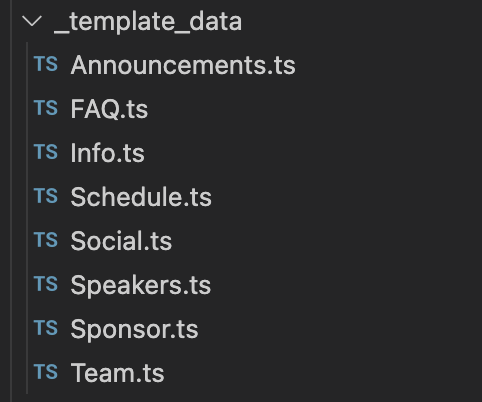 _template_data
TS Announcements.ts
TS FAQ.ts
TS Info.ts
TS Schedule.ts
TS Social.ts
TS Speakers.ts
TS Sponsor.ts
TS Team.ts